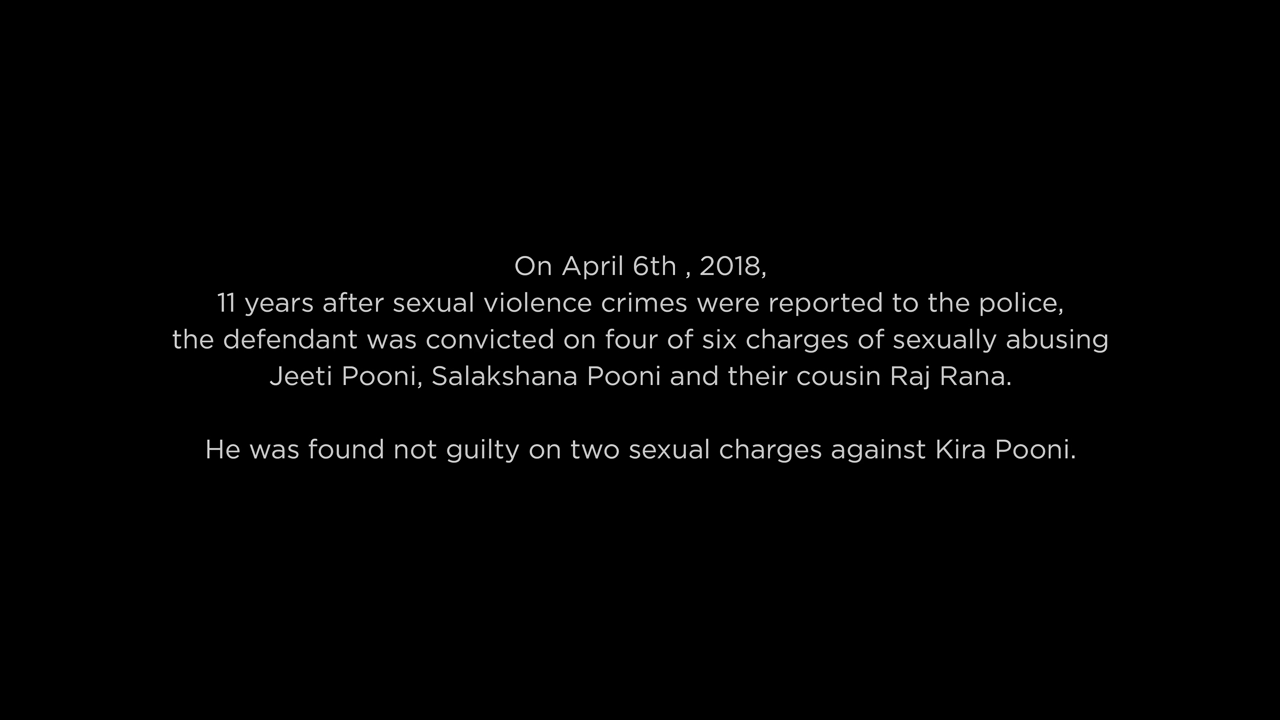 On April 6th , 2018,
11 years after sexual violence crimes were reported to the police,
the defendant was convicted on four of six charges of sexually abusing
Jeeti Pooni, Salakshana Pooni and their cousin Raj Rana.
He was found not guilty on two sexual charges against Kira Pooni.